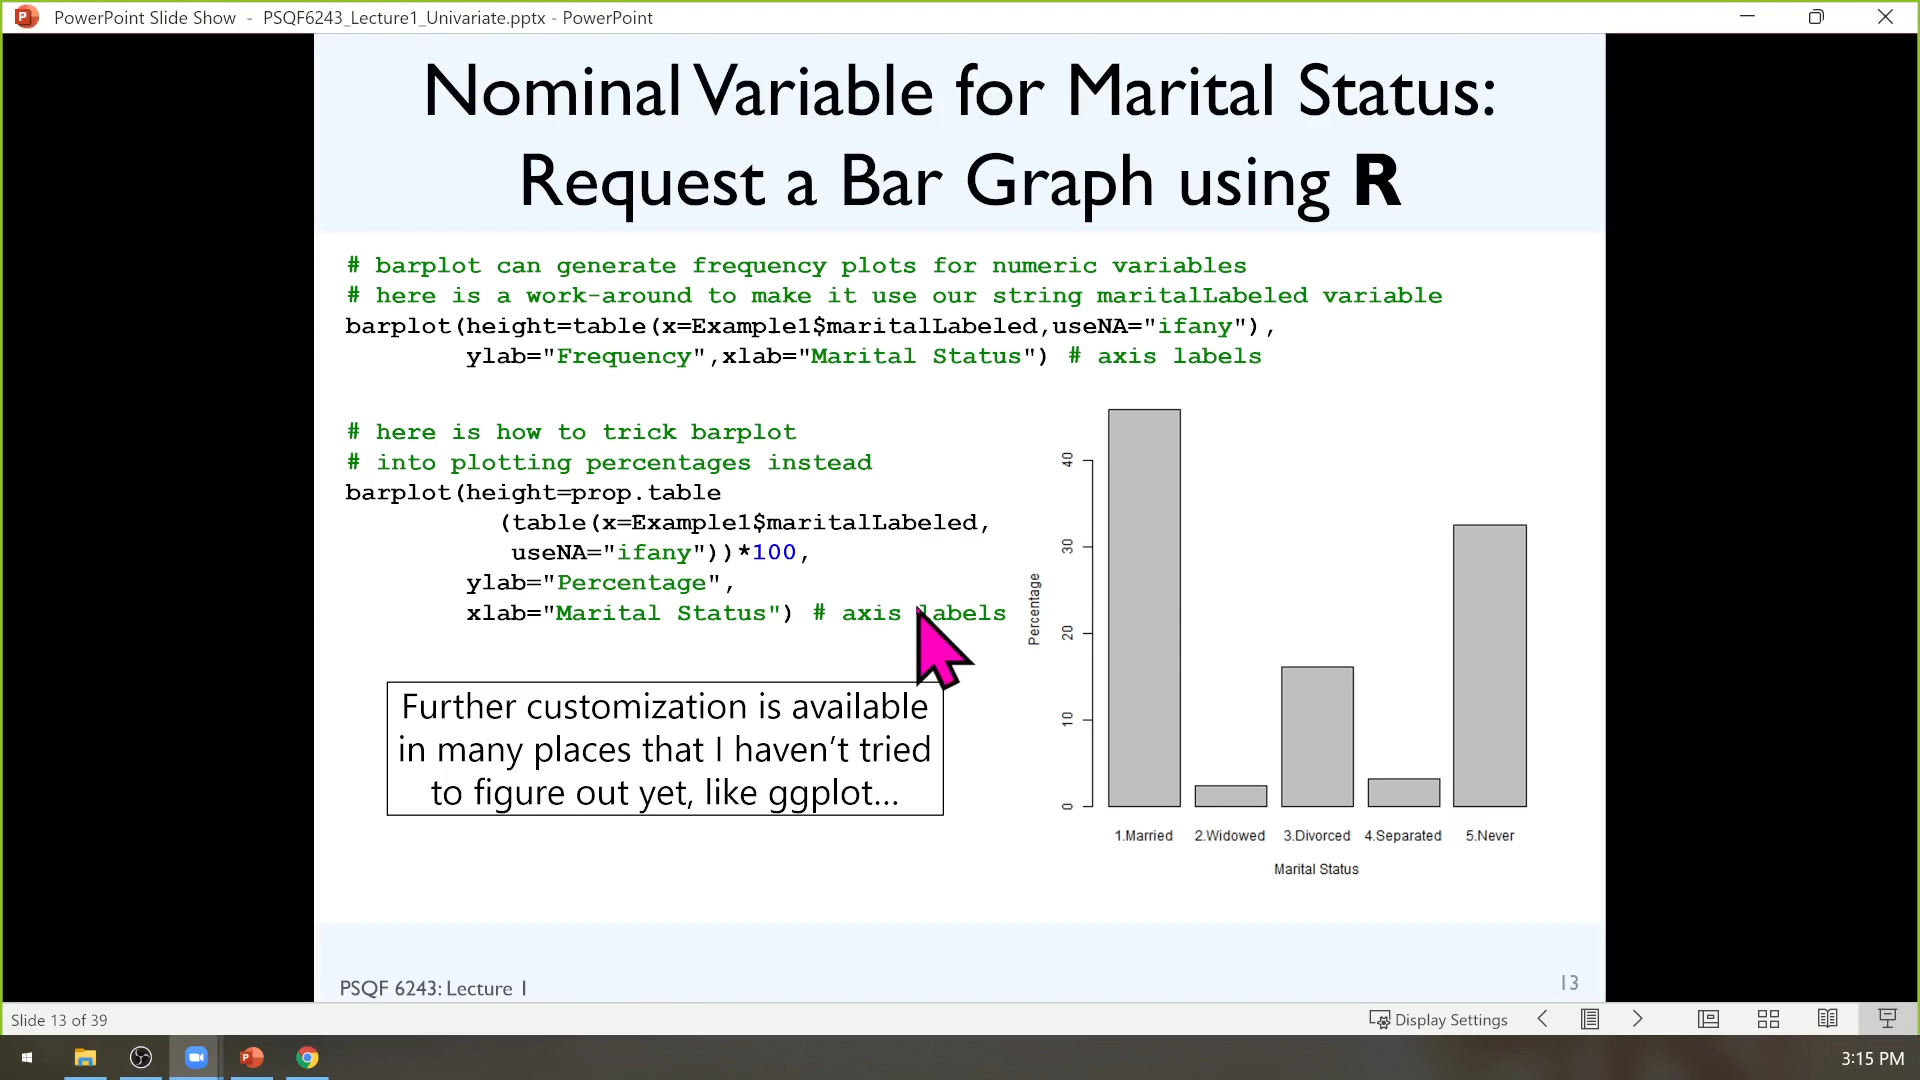 PowerPoint Slide Show - PSQF6243_Lecture1_Univariate.pptx - PowerPoint
Nominal Variable for Marital Status:
Request a Bar Graph using R
# barplot can generate frequency plots for numeric variables
# here is a work-around to make it use our string maritalLabeled variable
barplot(height=table(x=Example1$maritalLabeled,useNA="ifany"),
ylab="Frequency",xlab="Marital Status") # axis labels
# here is how to trick barplot
# into plotting percentages instead
barplot(height=prop.table
(table(x=Example1$maritalLabeled,
useNA="ifany"))*100,
ylab="Percentage",
xlab="Marital Status") # axis labels
Further customization is available
in many places that I haven't tried
to figure out yet, like ggplot...
Percentage
40
30
20
10
0
1.Married 2.Widowed 3.Divorced 4.Separated 5.Never
Marital Status
PSQF 6243: Lecture 1
13
Slide 13 of 39
Display Settings
3:15 PM